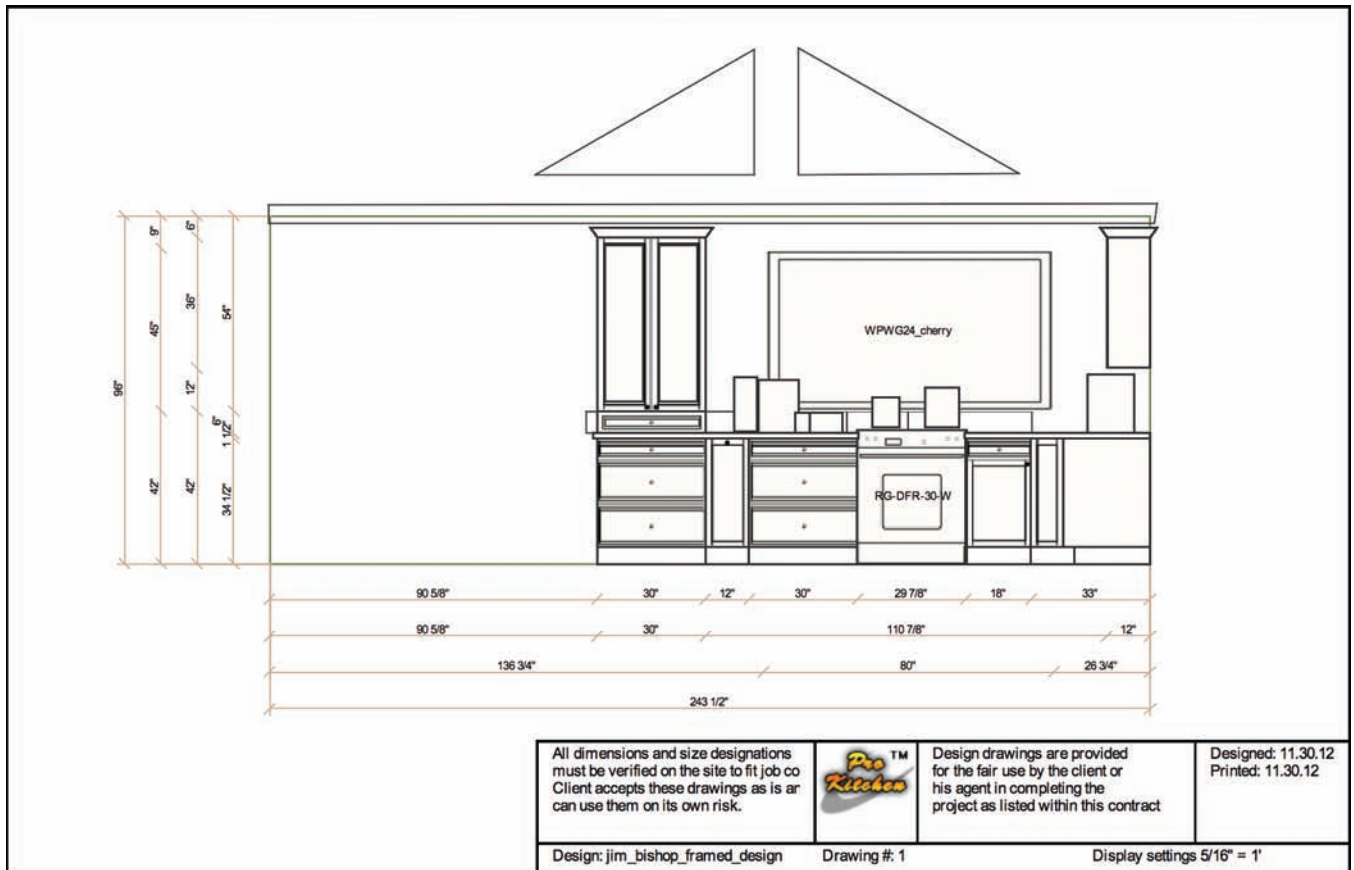 9"
6"
36"
54"
45"
96"
12"
6"
1 1/2"
42"
42"
34 1/2"
WPWG24_cherry
RG-DFR-30-W
90 5/8" 30" 12" 30" 29 7/8" 18" 33"
90 5/8" 30" 110 7/8" 12"
136 3/4" 80" 26 3/4"
243 1/2"
All dimensions and size designations
must be verified on the site to fit job co
Client accepts these drawings as is ar
can use them on its own risk.
Pro TM
Kitchen
Design drawings are provided
for the fair use by the client or
his agent in completing the
project as listed within this contract
Designed: 11.30.12
Printed: 11.30.12
Design: jim_bishop_framed_design Drawing #: 1 Display settings 5/16" = 1'